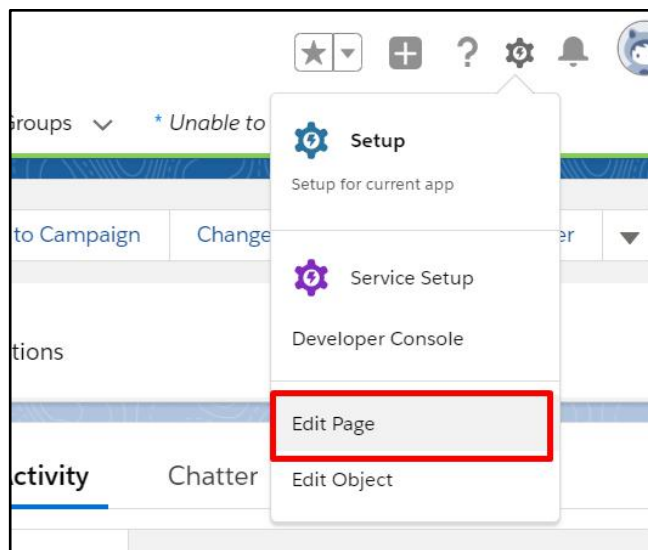 ?
Groups * Unable to
Setup
Setup for current app
to Campaign Change er
Service Setup
Developer Console
tions
Edit Page
Activity Chatter
Edit Object